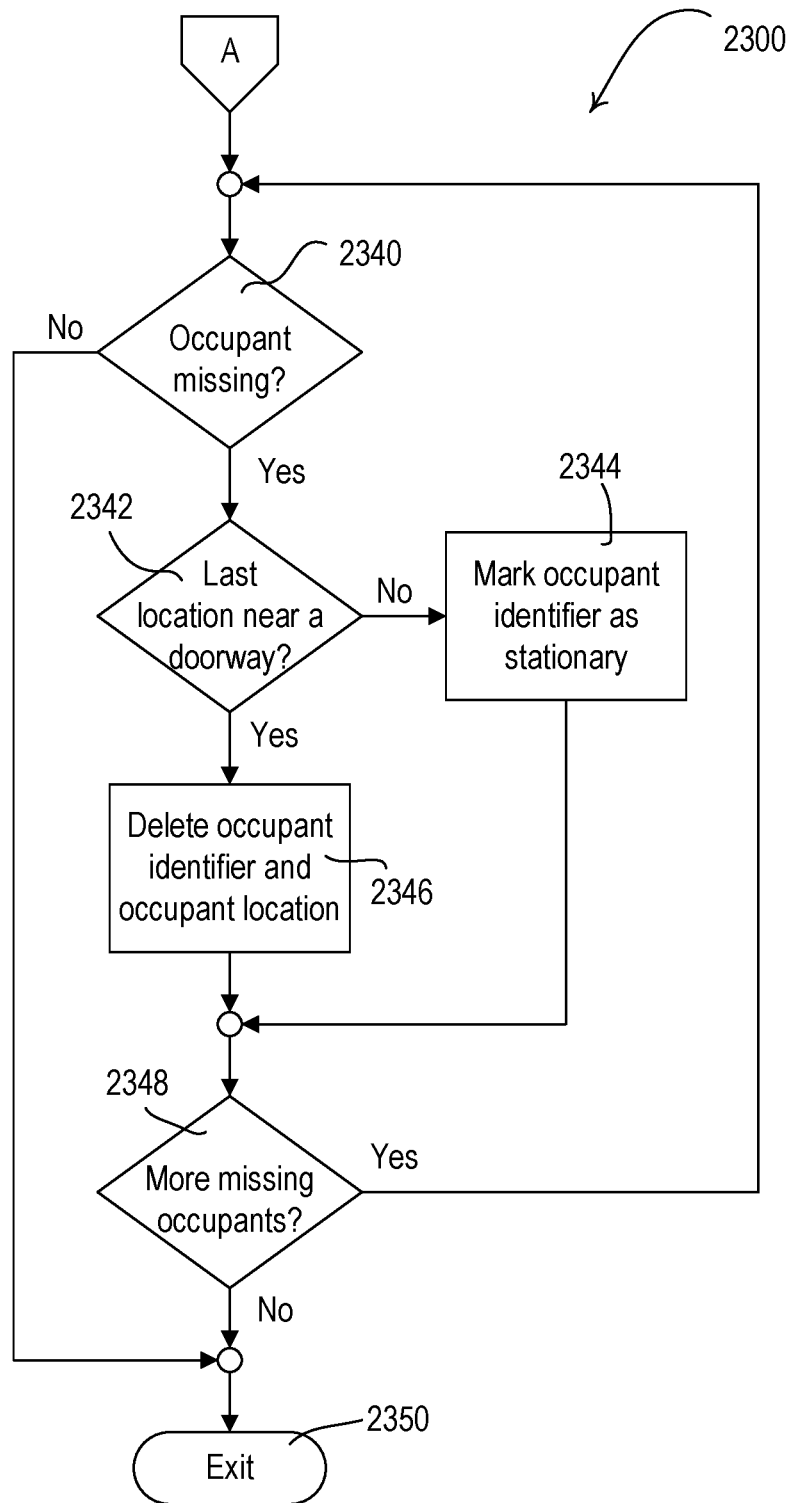 A
2300
2340
No
Occupant
missing?
Yes
2342
2344
Last
location near a
doorway?
No
Mark occupant
identifier as
stationary
Yes
Delete occupant
identifier and
occupant location
2346
2348
More missing
occupants?
Yes
No
2350
Exit